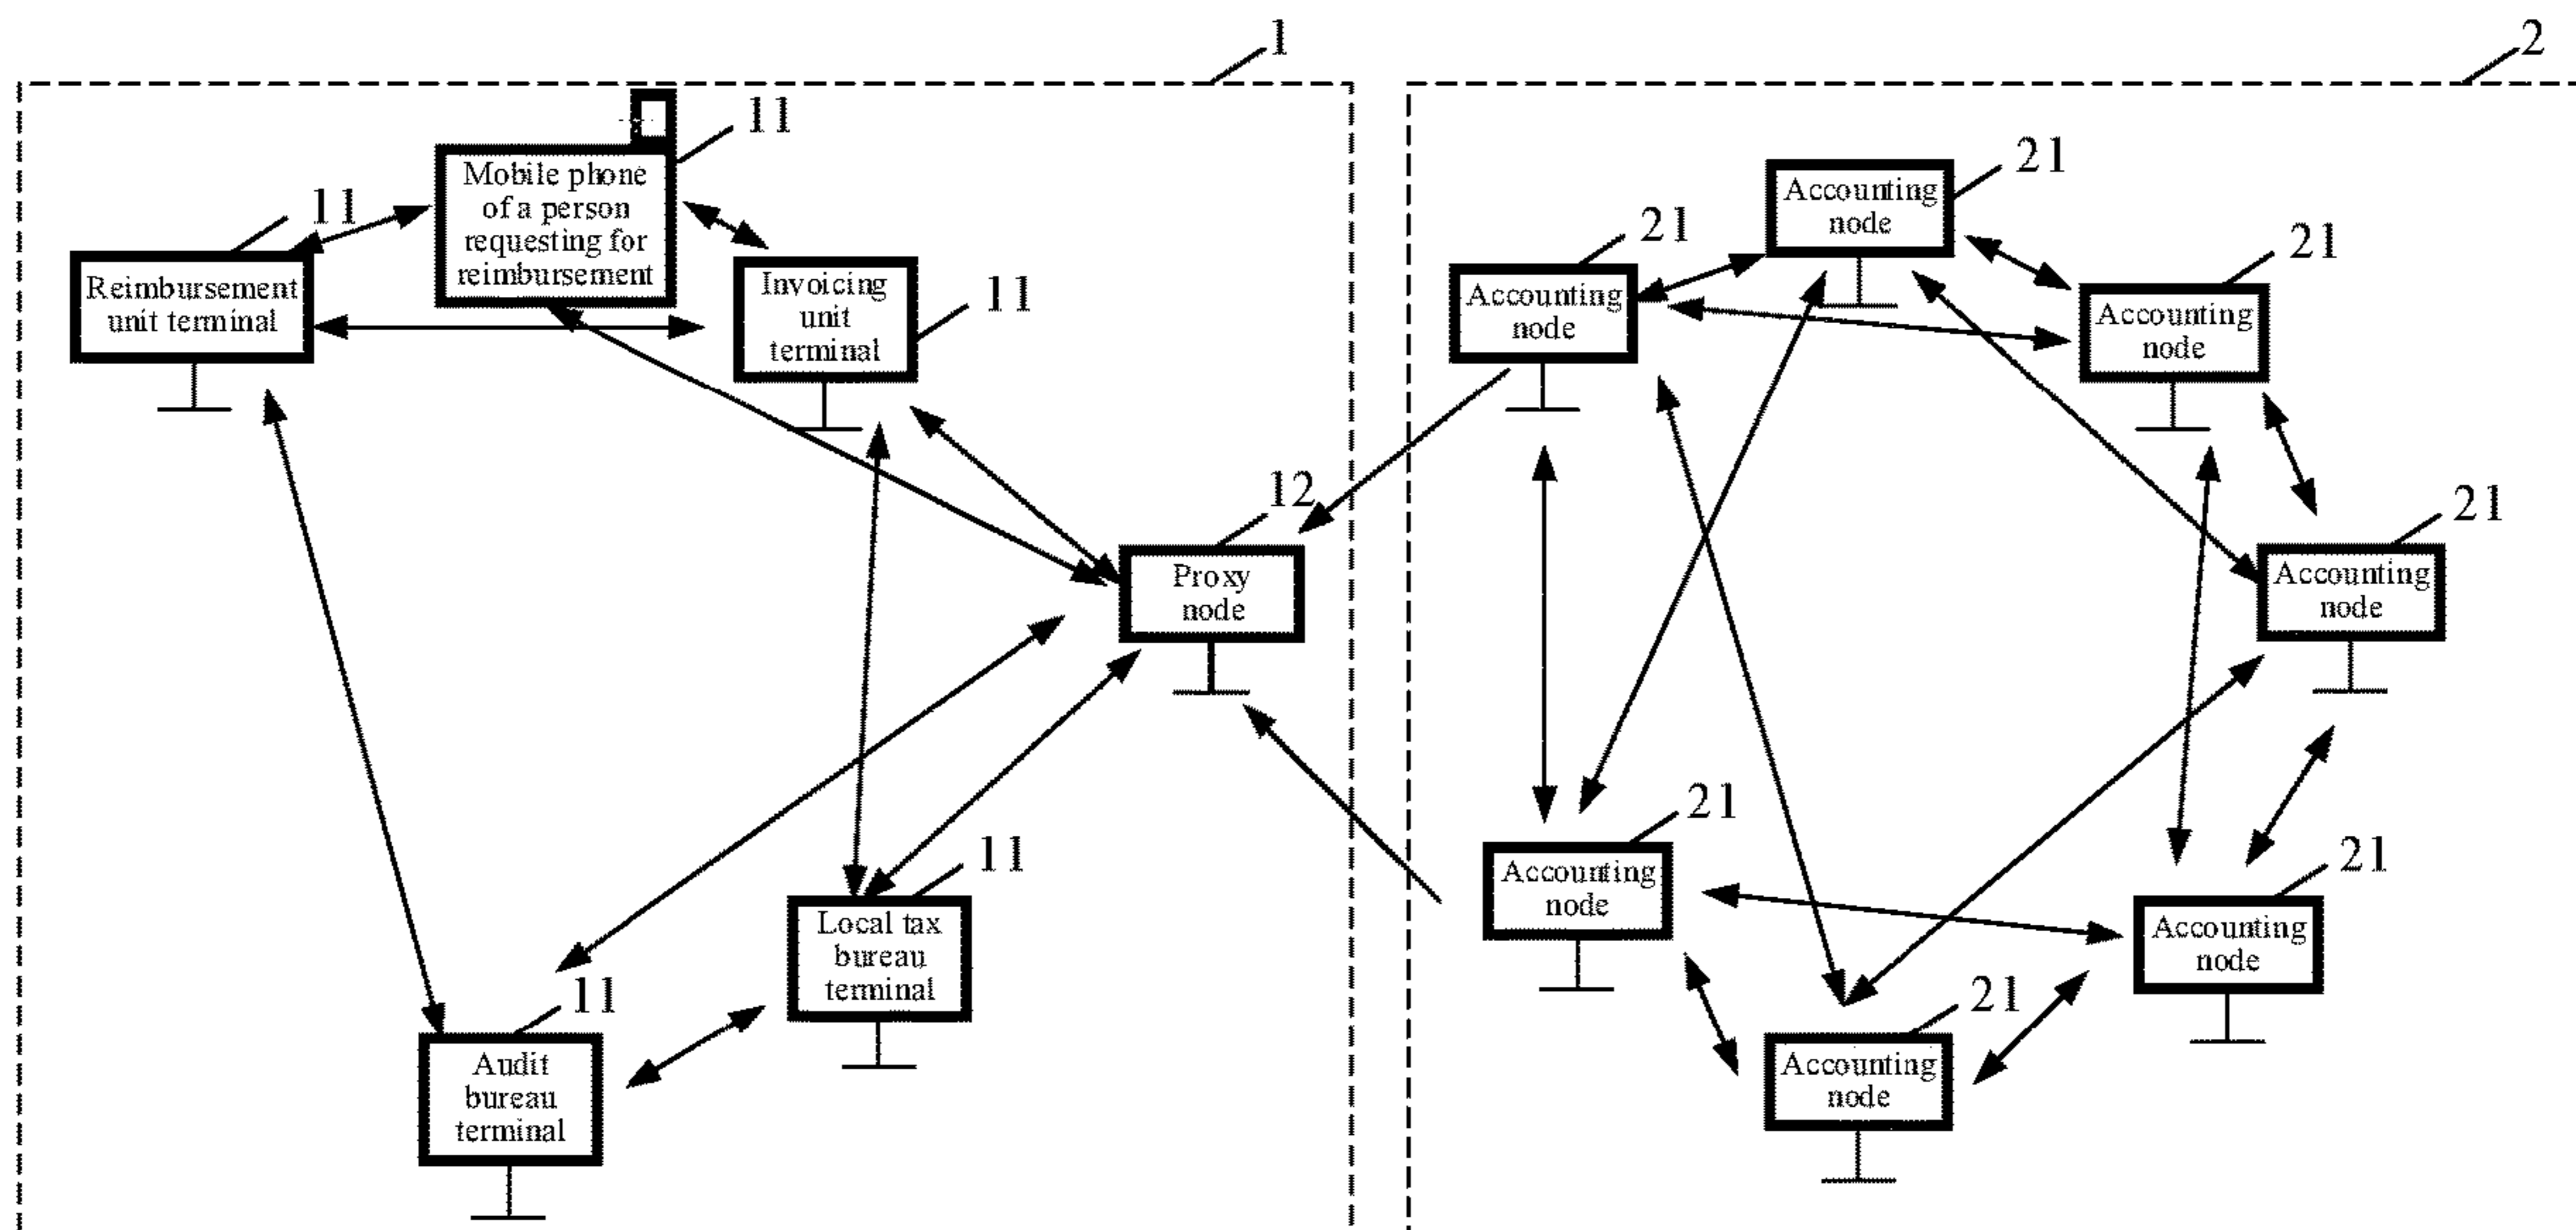 1
2
11
Mobile phone
of a person
requesting for
reimbursement
11
Reimbursement
unit terminal
Invoicing
unit
terminal
11
12
Proxy
node
11
Local tax
bureau
terminal
11
Audit
bureau
terminal
21
Accounting
node
21
Accounting
node
21
Accounting
node
21
Accounting
node
21
Accounting
node
21
Accounting
node
21
Accounting
node